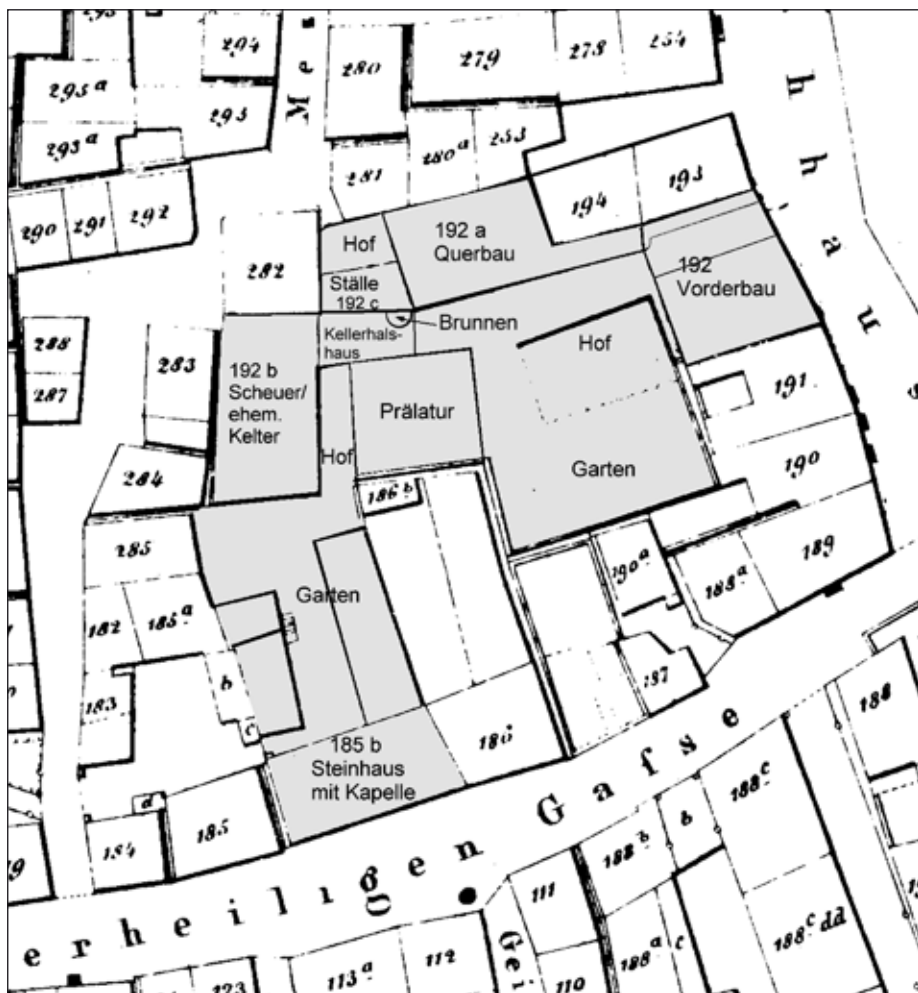 294
295 a
293
293 a
290
291
292
280
279
278
254
M e
281
280 a
253
194
193
h
h
a
u
s
282
Hof
Ställe
192 c
192 a
Querbau
192
Vorderbau
Brunnen
Kellerhals-
haus
288
287
283
192 b
Scheuer/
ehem.
Kelter
Hof
Prälatur
Hof
Garten
191
190
284
186 b
285
190 a
188 a
189
182
185 a
Garten
183
b
c
187
186
185 b
Steinhaus
mit Kapelle
d
184
185
188
erheiligen Gafse
188 b
b
188 c
111
G e i
110
188 a
c
188 c dd
113 a
112
123